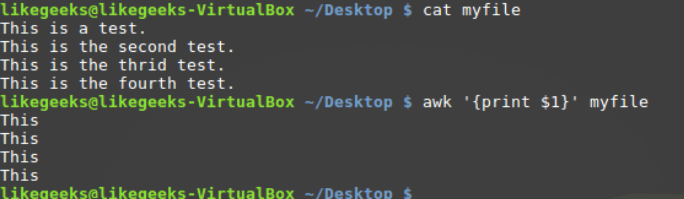 likegeeks@likegeeks-VirtualBox ~/Desktop $ cat myfile
This is a test.
This is the second test.
This is the thrid test.
This is the fourth test.
likegeeks@likegeeks-VirtualBox ~/Desktop $ awk '{print $1}' myfile
This
This
This
This
likegeeks@likegeeks-VirtualBox ~/Desktop $